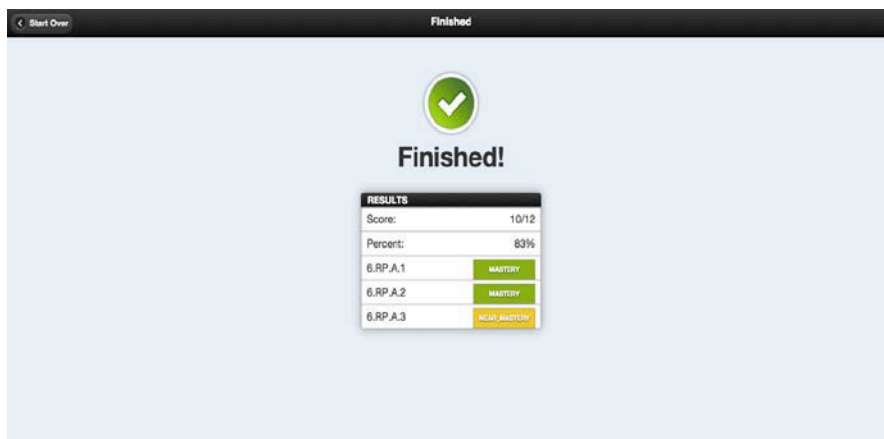 Start Over
Finished
Finished!
RESULTS
Score: 10/12
Percent: 83%
6.RP.A.1 MASTERY
6.RP.A.2 MASTERY
6.RP.A.3 NEAR_MASTERY